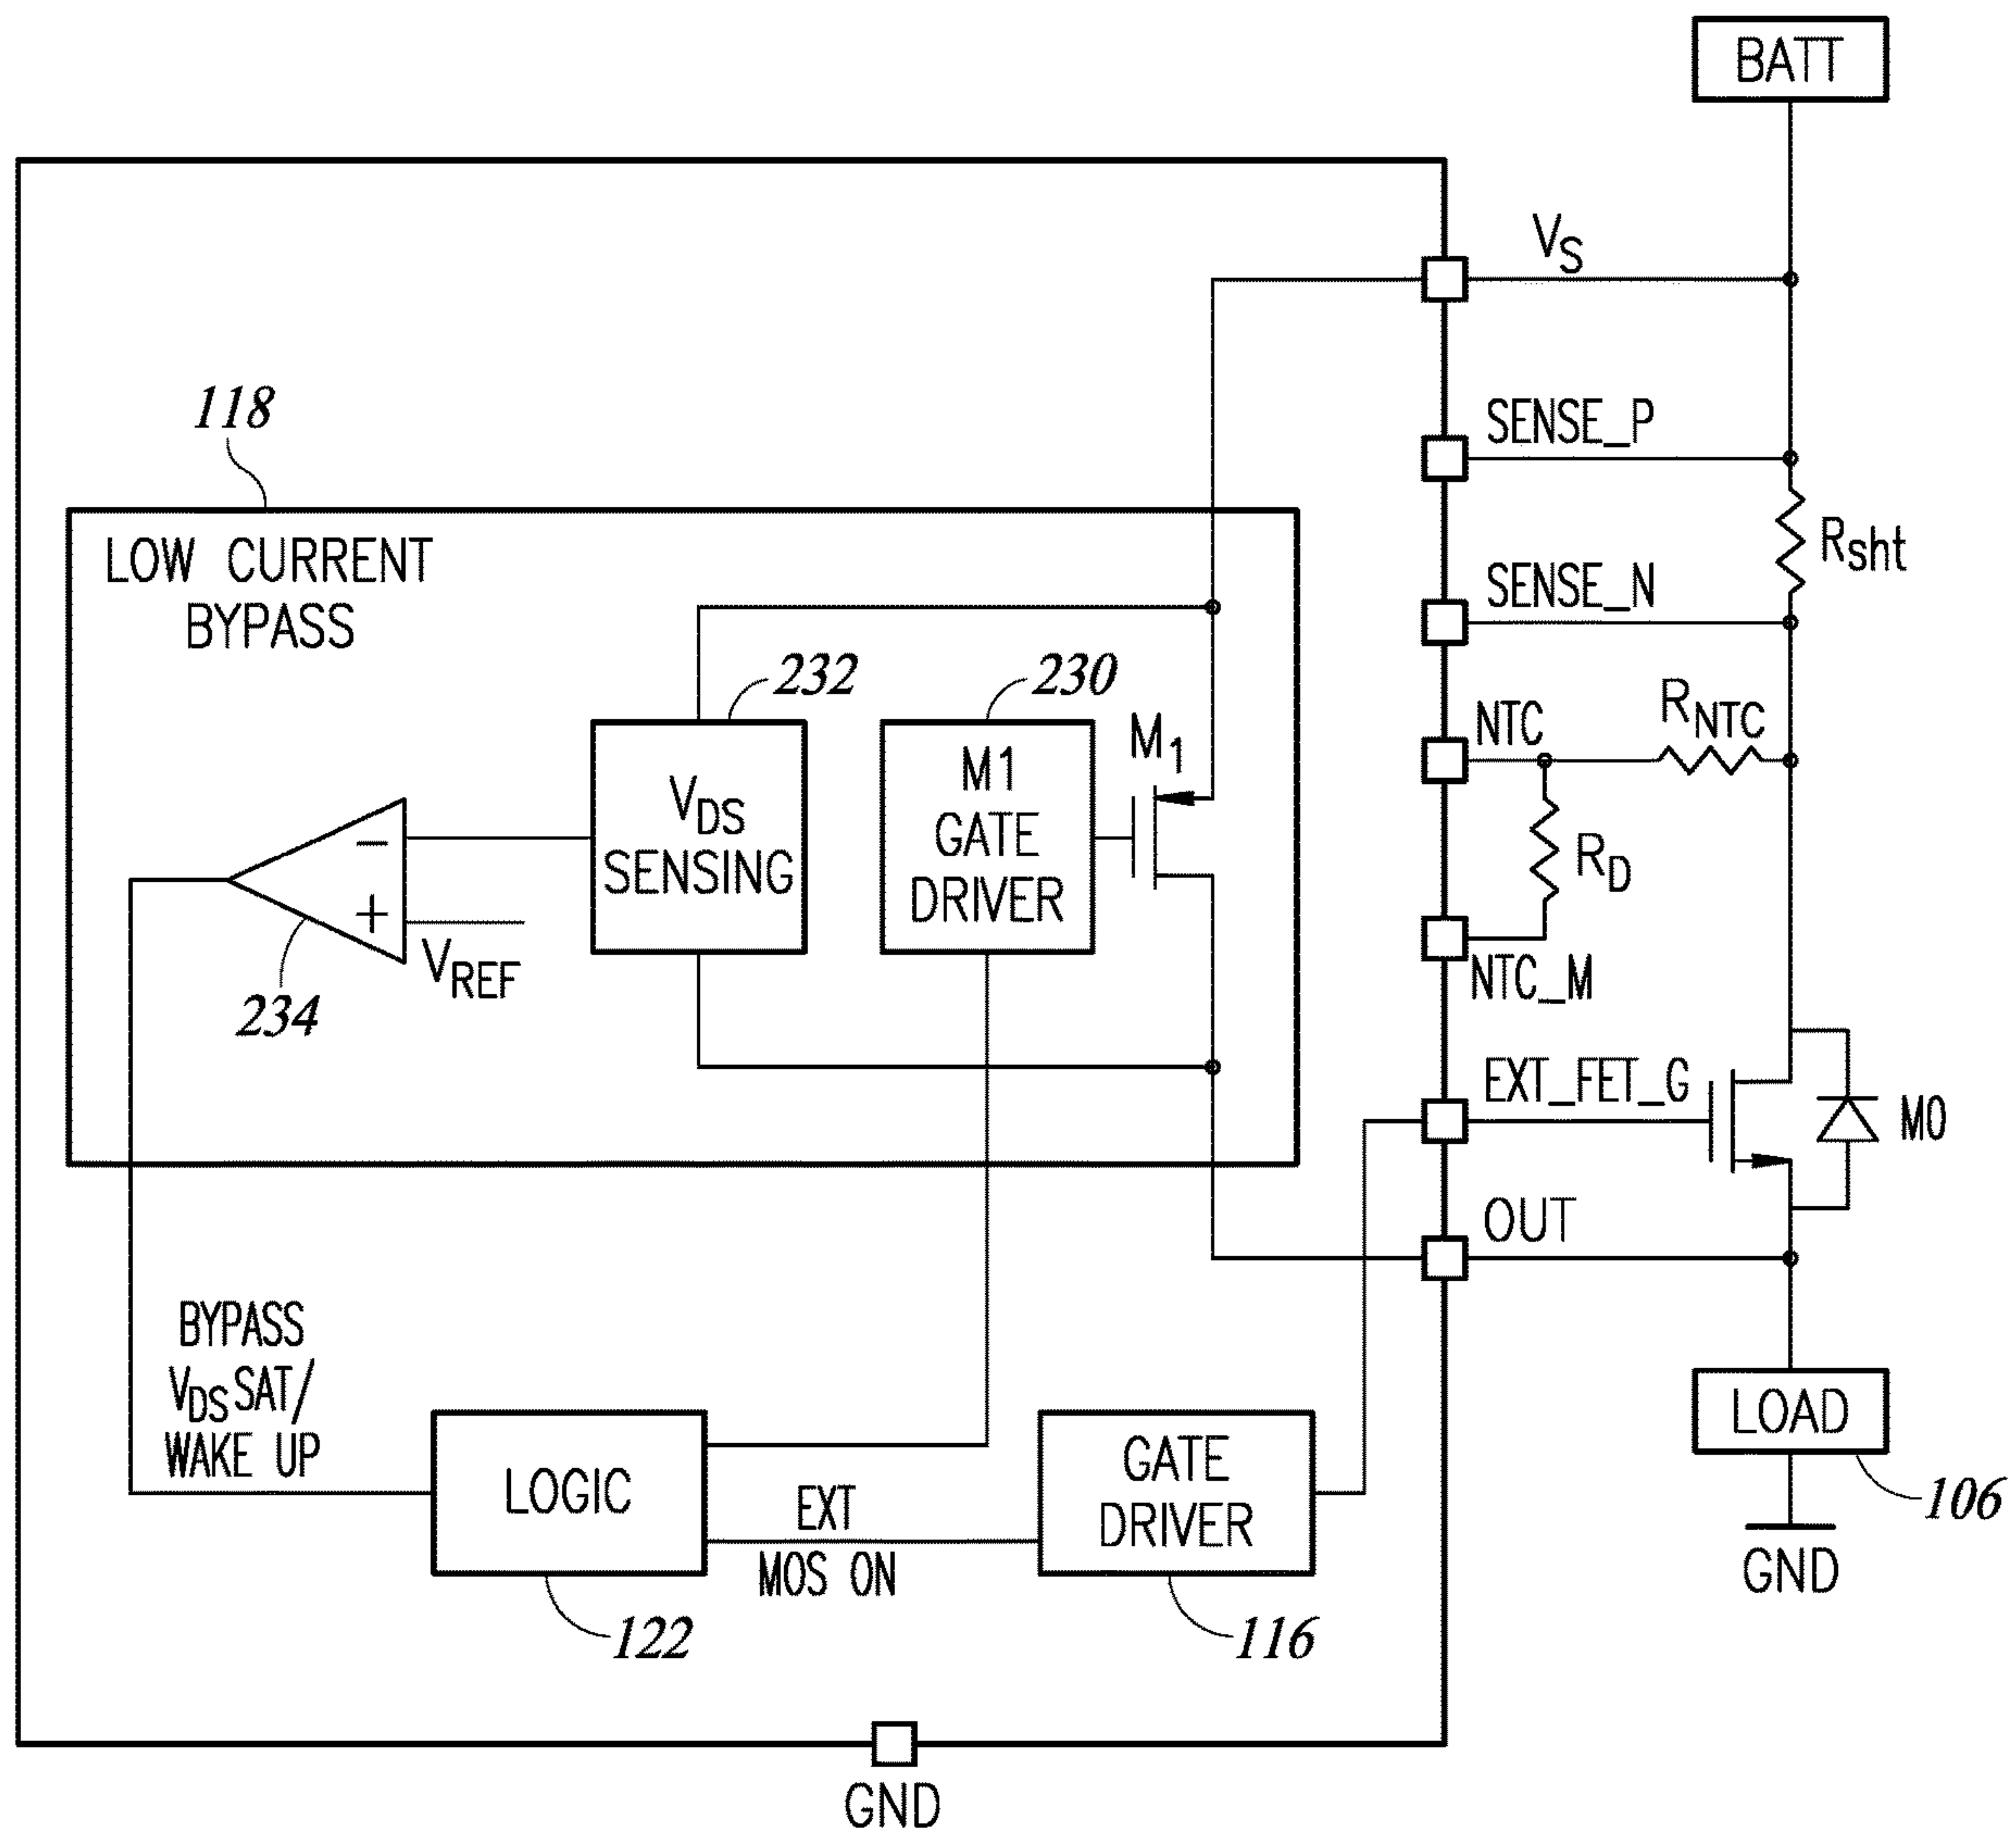 BATT
VS
118
SENSE_P
Rsht
LOW CURRENT
BYPASS
SENSE_N
232
230
NTC
RNTC
M1
VDS
SENSING
M1
GATE
DRIVER
−
+
VREF
234
RD
NTC_M
EXT_FET_G
M0
OUT
BYPASS
VDS SAT/
WAKE UP
LOGIC
EXT
MOS ON
GATE
DRIVER
LOAD
106
GND
122
116
GND